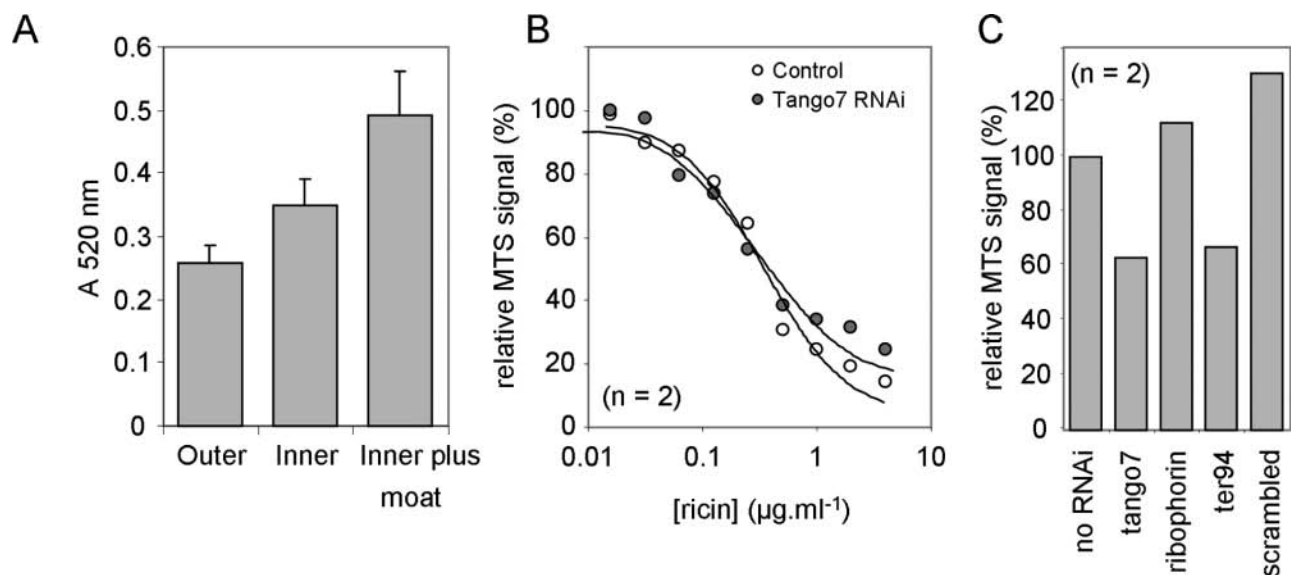 A
0.6
0.5
0.4
0.3
0.2
0.1
0
A 520 nm
Outer
Inner
Inner plus
moat
B
Control
Tango7 RNAi
100
80
60
40
20
0
relative MTS signal (%)
(n = 2)
0.01
0.1
1
10
[ricin] (µg.ml-1)
C
(n = 2)
120
100
80
60
40
20
0
relative MTS signal (%)
no RNAi
tango7
ribophorin
ter94
scrambled